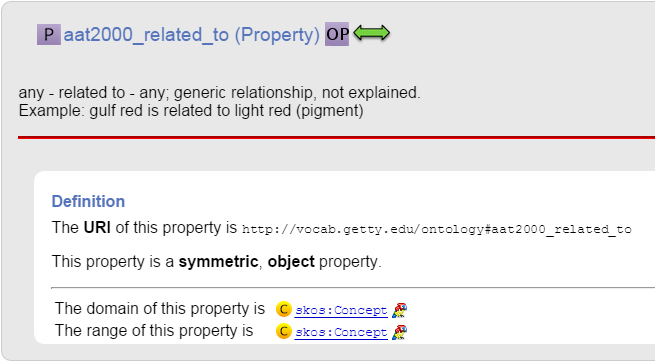 P aat2000_related_to (Property) OP
any - related to - any; generic relationship, not explained.
Example: gulf red is related to light red (pigment)
Definition
The URI of this property is http://vocab.getty.edu/ontology#aat2000_related_to
This property is a symmetric, object property.
The domain of this property is C skos:Concept
The range of this property is C skos:Concept